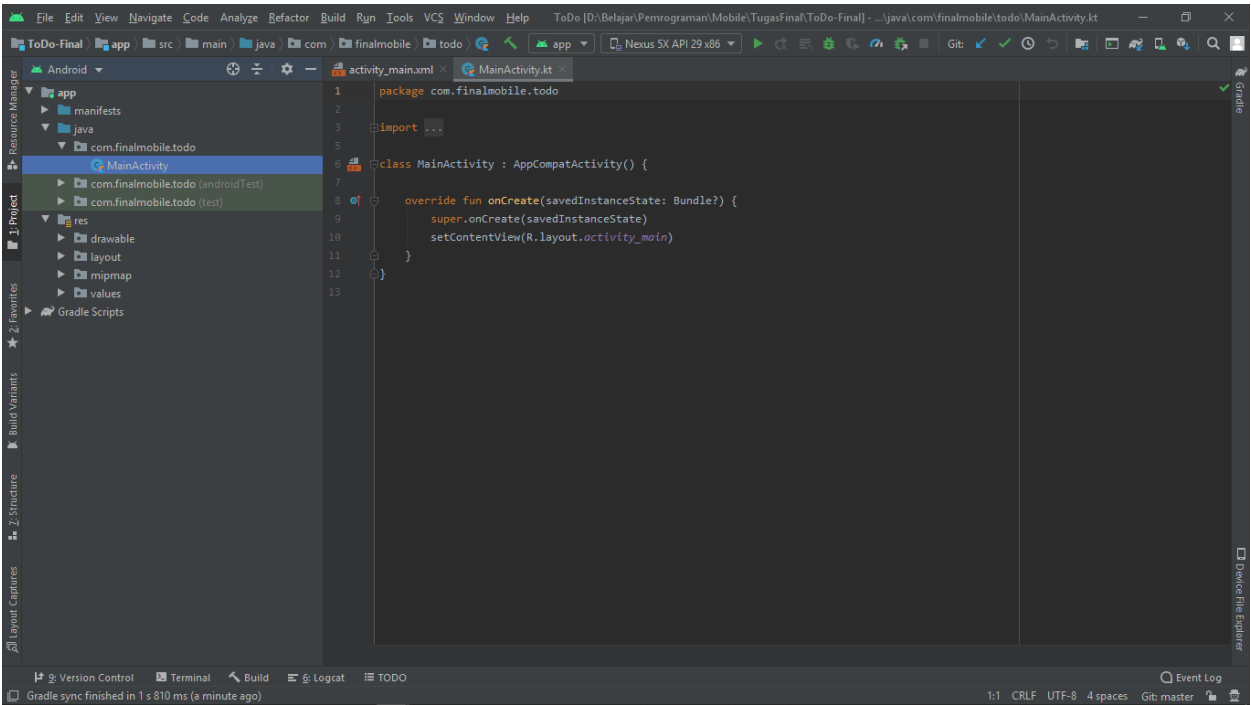 File Edit View Navigate Code Analyze Refactor Build Run Tools VCS Window Help ToDo [D:\Belajar\Pemrograman\Mobile\TugasFinal\ToDo-Final] - ...\java\com\finalmobile\todo\MainActivity.kt
ToDo-Final app src main java com finalmobile todo app Nexus 5X API 29 x86 Git:
Android
activity_main.xml MainActivity.kt
app
manifests
java
com.finalmobile.todo
MainActivity
com.finalmobile.todo (androidTest)
com.finalmobile.todo (test)
res
drawable
layout
mipmap
values
Gradle Scripts
1 package com.finalmobile.todo
2
3 import ...
5
6 class MainActivity : AppCompatActivity() {
7
8 override fun onCreate(savedInstanceState: Bundle?) {
9 super.onCreate(savedInstanceState)
10 setContentView(R.layout.activity_main)
11 }
12 }
13
Resource Manager
1: Project
2: Favorites
Build Variants
7: Structure
Layout Captures
Gradle
Device File Explorer
9: Version Control Terminal Build 6: Logcat TODO Event Log
Gradle sync finished in 1 s 810 ms (a minute ago) 1:1 CRLF UTF-8 4 spaces Git: master